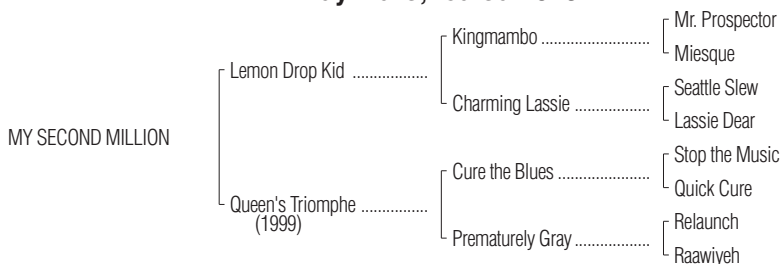 Kingmambo ..........................
Mr. Prospector
Miesque
Lemon Drop Kid ..................
Charming Lassie ..................
Seattle Slew
Lassie Dear
MY SECOND MILLION
Cure the Blues ......................
Stop the Music
Quick Cure
Queen's Triomphe ................
(1999)
Prematurely Gray ..................
Relaunch
Raawiyeh